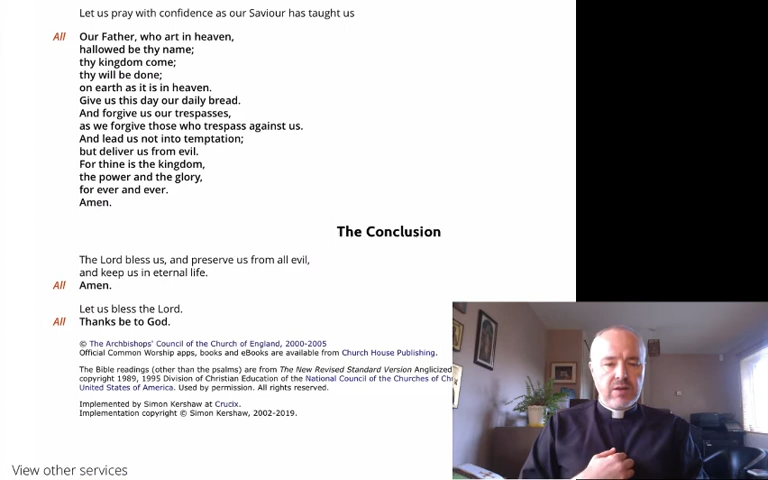 Let us pray with confidence as our Saviour has taught us
All Our Father, who art in heaven,
hallowed be thy name;
thy kingdom come;
thy will be done;
on earth as it is in heaven.
Give us this day our daily bread.
And forgive us our trespasses,
as we forgive those who trespass against us.
And lead us not into temptation;
but deliver us from evil.
For thine is the kingdom,
the power and the glory,
for ever and ever.
Amen.
The Conclusion
The Lord bless us, and preserve us from all evil,
and keep us in eternal life.
All Amen.
Let us bless the Lord.
All Thanks be to God.
© The Archbishops' Council of the Church of England, 2000-2005
Official Common Worship apps, books and eBooks are available from Church House Publishing.
The Bible readings (other than the psalms) are from The New Revised Standard Version Anglicized
copyright 1989, 1995 Division of Christian Education of the National Council of the Churches of
United States of America. Used by permission. All rights reserved.
Implemented by Simon Kershaw at Crucix.
Implementation copyright © Simon Kershaw, 2002-2019.
View other services